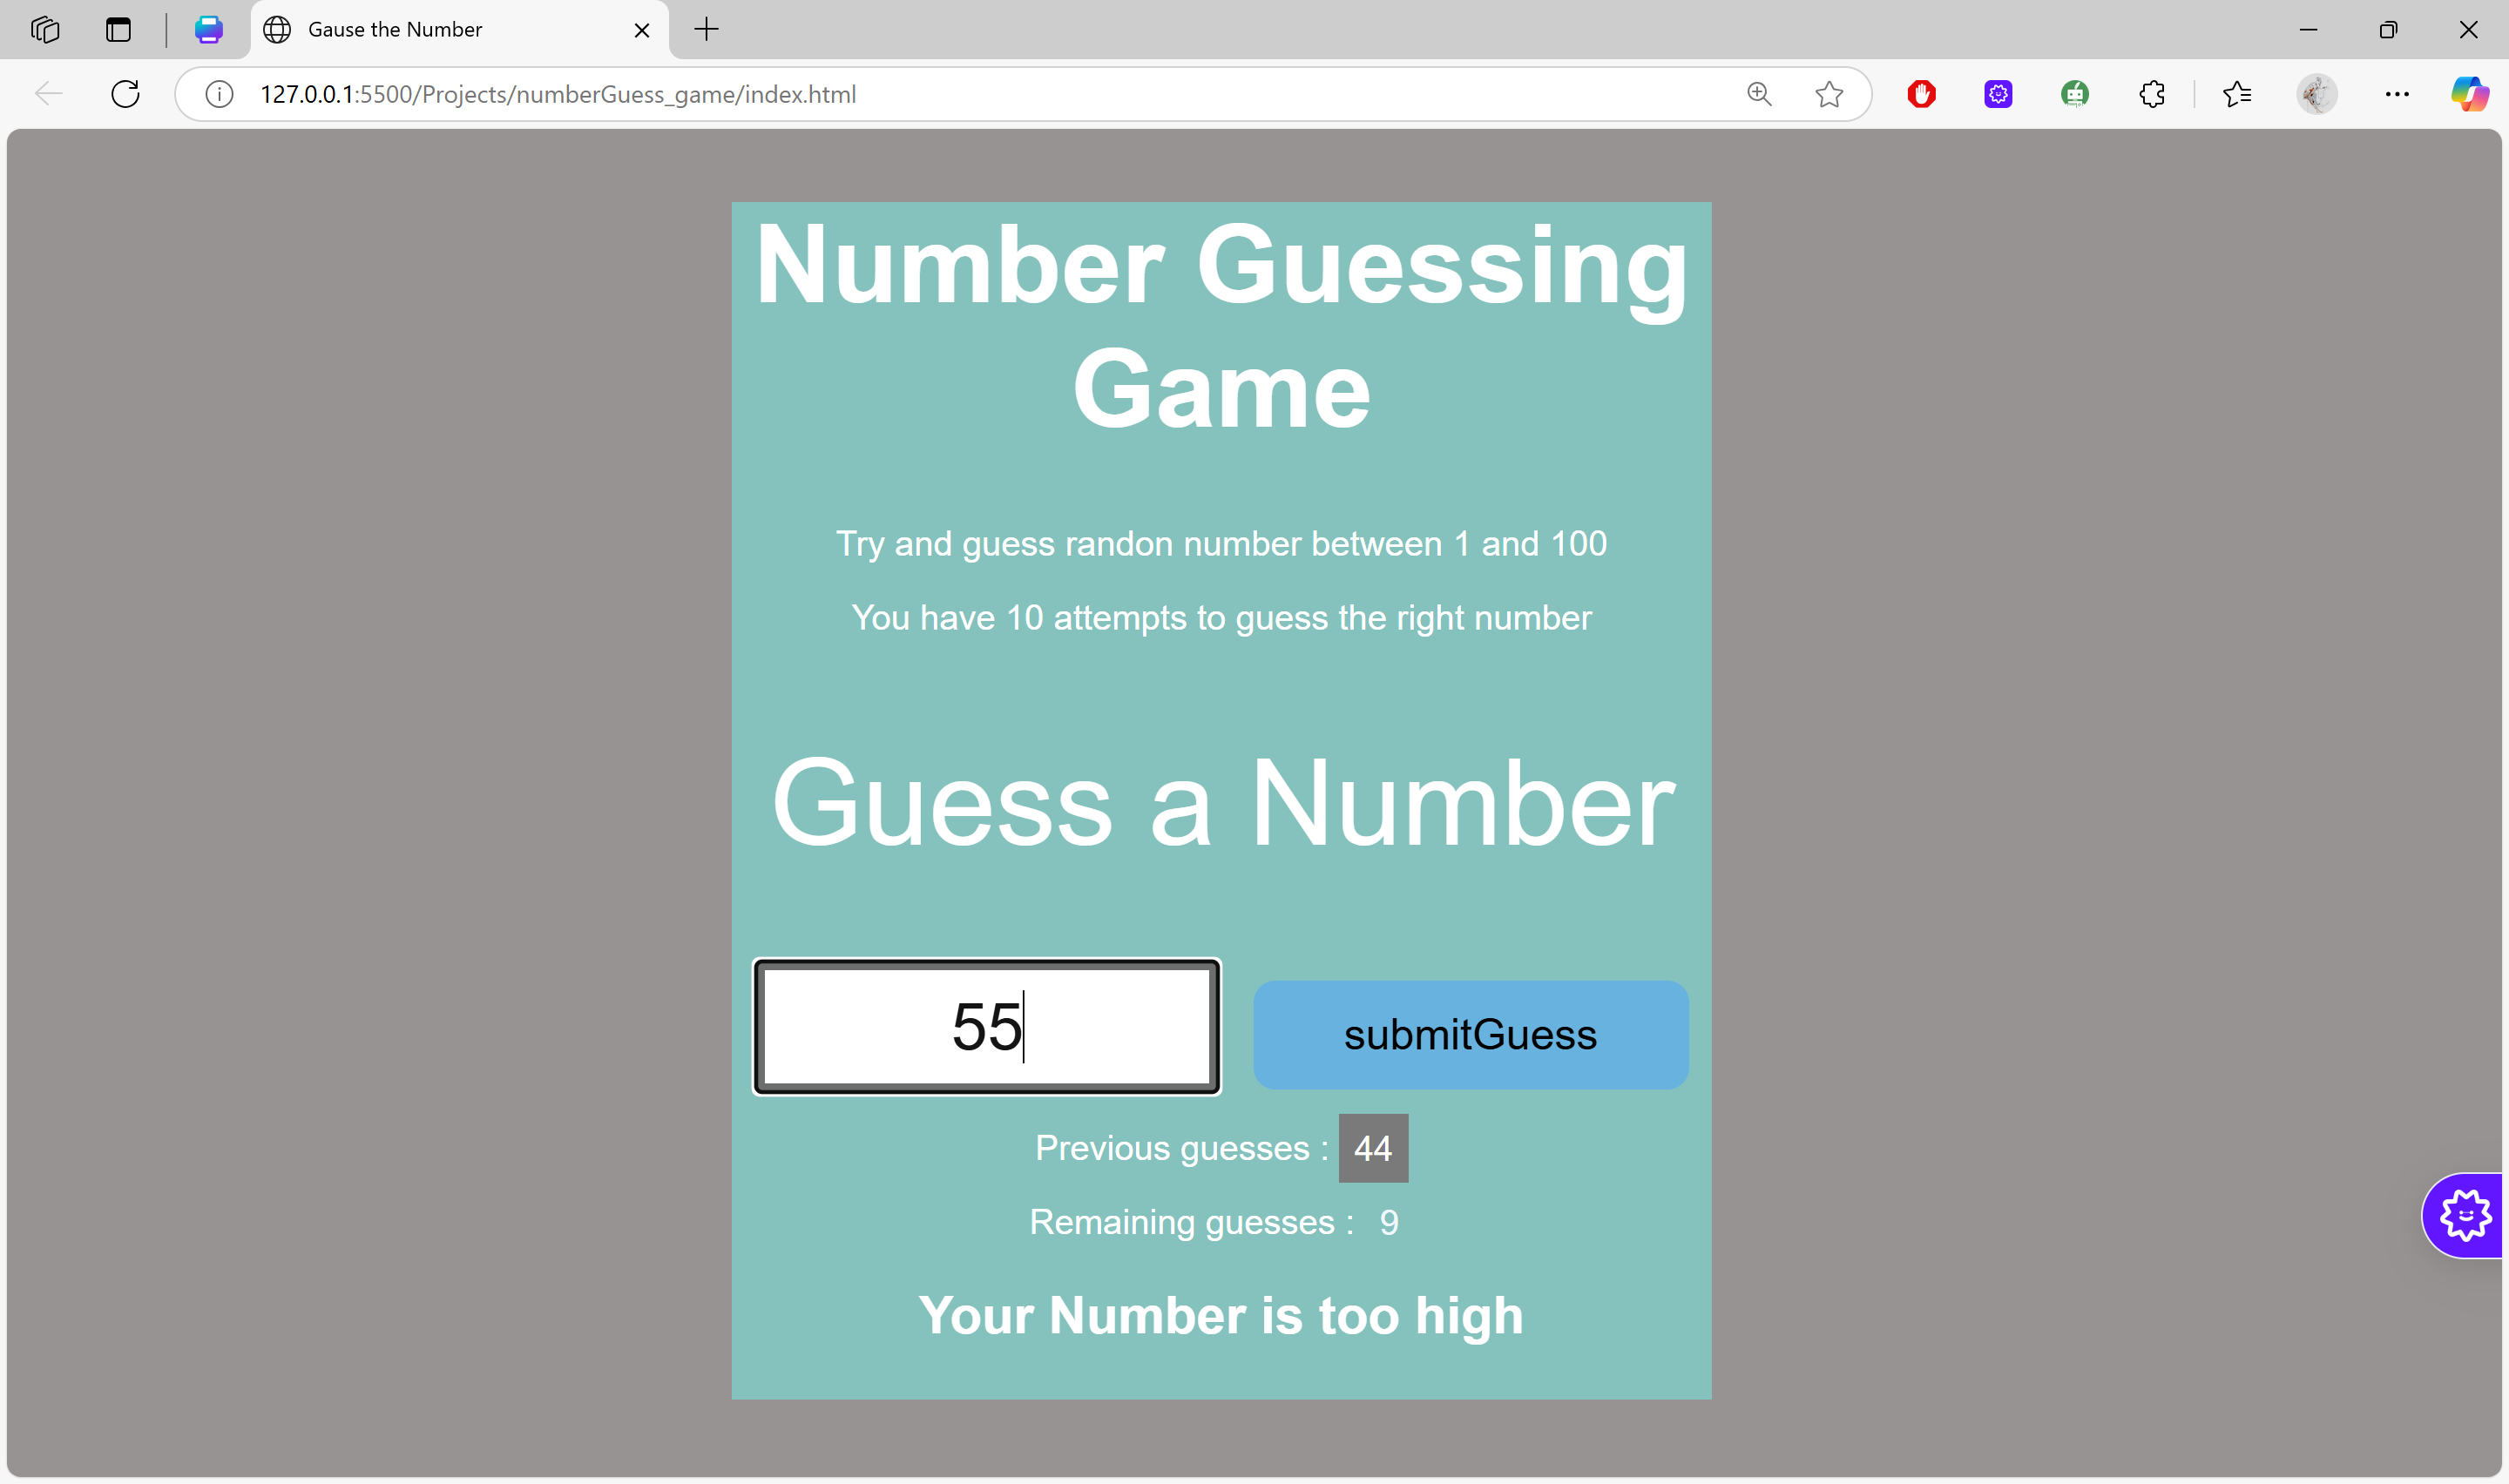 Gause the Number
127.0.0.1:5500/Projects/numberGuess_game/index.html
Number Guessing
Game
Try and guess randon number between 1 and 100
You have 10 attempts to guess the right number
Guess a Number
55
submitGuess
Previous guesses : 44
Remaining guesses : 9
Your Number is too high